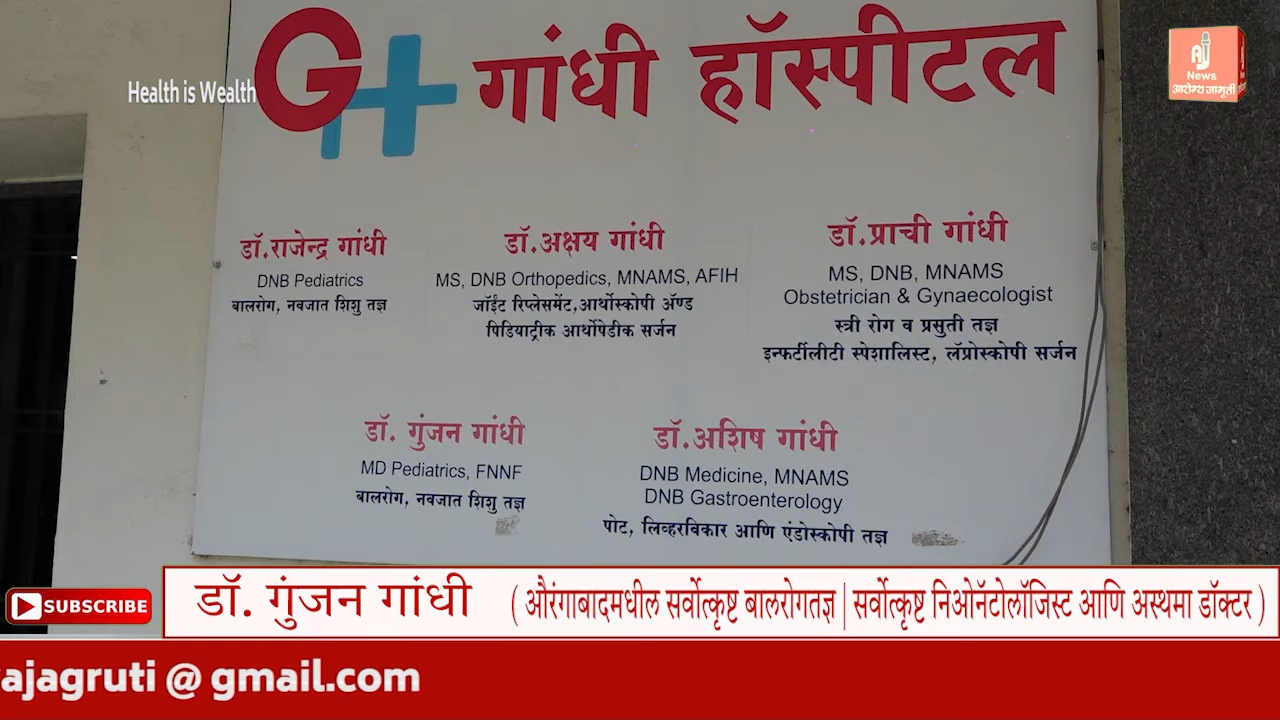 Health is Wealth
GH गांधी हॉस्पीटल
AJ
News
आरोग्य जागृती
डॉ.राजेन्द्र गांधी
DNB Pediatrics
बालरोग, नवजात शिशु तज्ञ
डॉ.अक्षय गांधी
MS, DNB Orthopedics, MNAMS, AFIH
जॉईंट रिप्लेसमेंट,आर्थोस्कोपी अ‍ॅण्ड
पिडियाट्रीक आर्थोपेडीक सर्जन
डॉ.प्राची गांधी
MS, DNB, MNAMS
Obstetrician & Gynaecologist
स्त्री रोग व प्रसुती तज्ञ
इन्फर्टीलीटी स्पेशालिस्ट, लॅप्रोस्कोपी सर्जन
डॉ. गुंजन गांधी
MD Pediatrics, FNNF
बालरोग, नवजात शिशु तज्ञ
डॉ.अशिष गांधी
DNB Medicine, MNAMS
DNB Gastroenterology
पोट, लिव्हरविकार आणि एंडोस्कोपी तज्ञ
SUBSCRIBE
डॉ. गुंजन गांधी ( औरंगाबादमधील सर्वोत्कृष्ट बालरोगतज्ञ | सर्वोत्कृष्ट निओनॅटोलॉजिस्ट आणि अस्थमा डॉक्टर )
ajagruti @ gmail.com